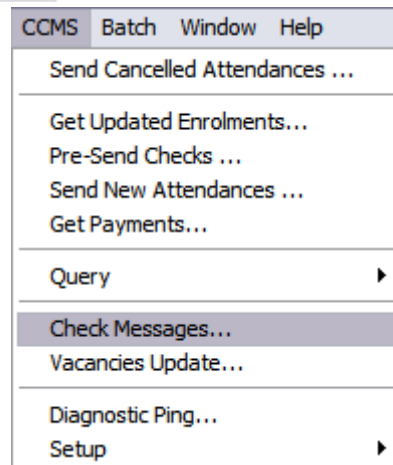 CCMS Batch Window Help
Send Cancelled Attendances ...
Get Updated Enrolments...
Pre-Send Checks ...
Send New Attendances ...
Get Payments...
Query
Check Messages...
Vacancies Update...
Diagnostic Ping...
Setup